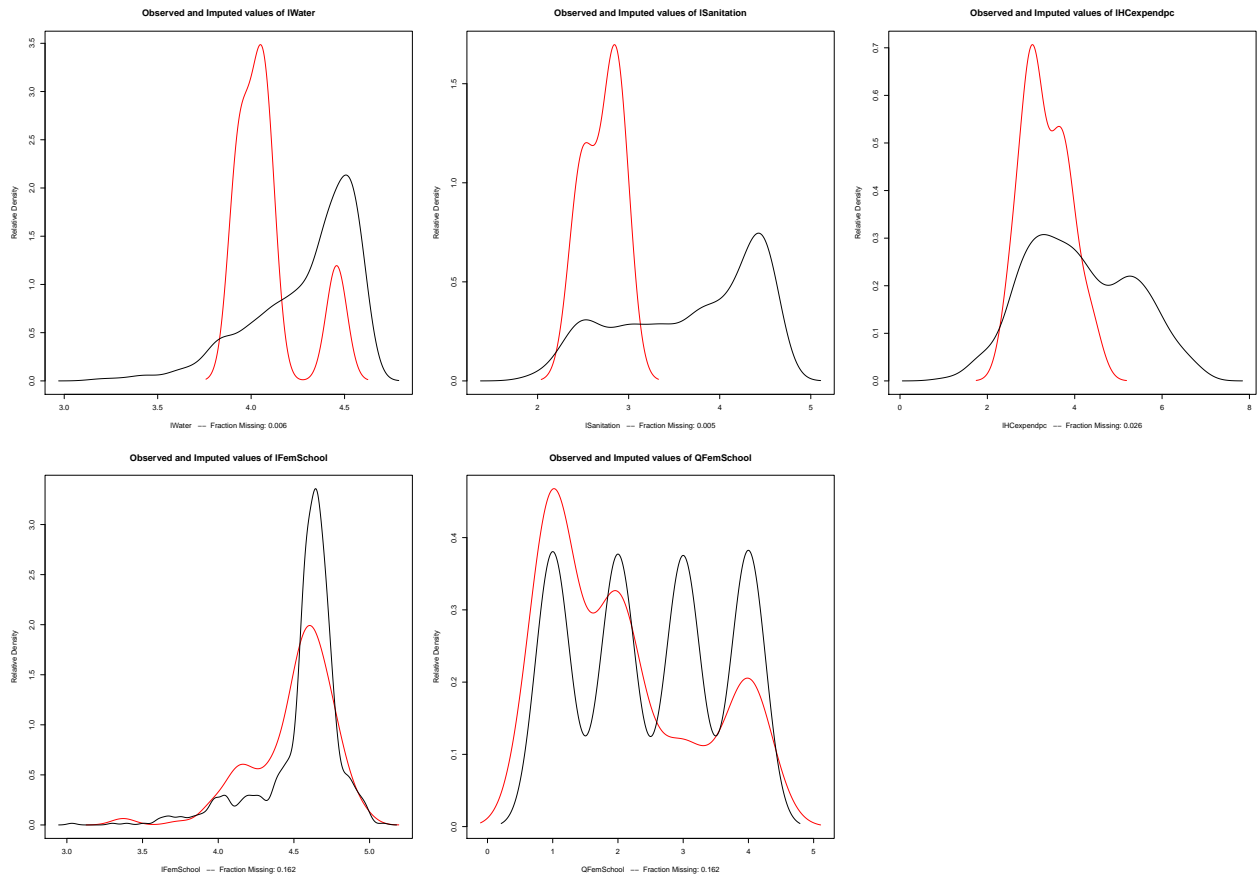 Observed and Imputed values of lWater
Relative Density
0.0 0.5 1.0 1.5 2.0 2.5 3.0 3.5
3.0 3.5 4.0 4.5
lWater −− Fraction Missing: 0.006
Observed and Imputed values of lSanitation
Relative Density
0.0 0.5 1.0 1.5
2 3 4 5
lSanitation −− Fraction Missing: 0.005
Observed and Imputed values of lHCexpendpc
Relative Density
0.0 0.1 0.2 0.3 0.4 0.5 0.6 0.7
0 2 4 6 8
lHCexpendpc −− Fraction Missing: 0.026
Observed and Imputed values of lFemSchool
Relative Density
0.0 0.5 1.0 1.5 2.0 2.5 3.0
3.0 3.5 4.0 4.5 5.0
lFemSchool −− Fraction Missing: 0.162
Observed and Imputed values of QFemSchool
Relative Density
0.0 0.1 0.2 0.3 0.4
0 1 2 3 4 5
QFemSchool −− Fraction Missing: 0.162